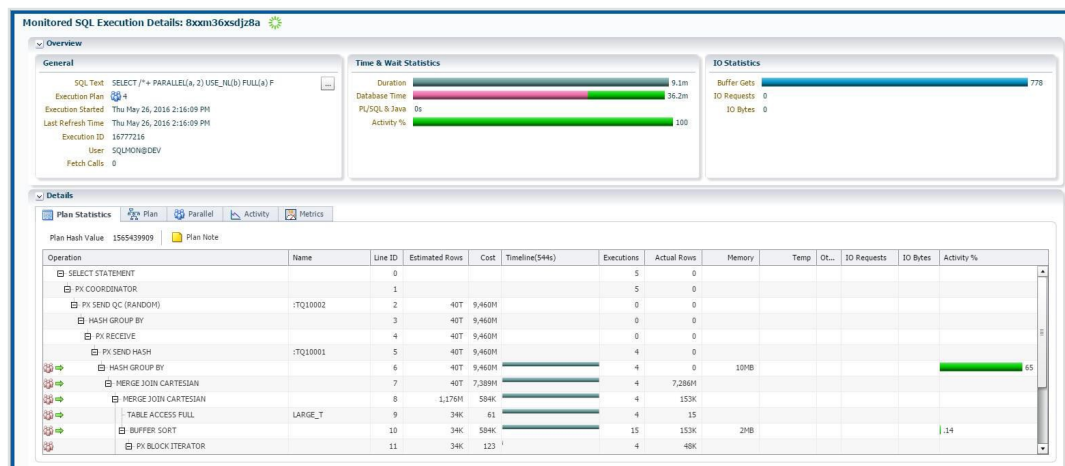 Monitored SQL Execution Details: 8xxm36xsdjz8a
Overview
General
SQL Text SELECT /*+ PARALLEL(a, 2) USE_NL(b) FULL(a) F ...
Execution Plan 4
Execution Started Thu May 26, 2016 2:16:09 PM
Last Refresh Time Thu May 26, 2016 2:16:09 PM
Execution ID 16777216
User SQLMON@DEV
Fetch Calls 0
Time & Wait Statistics
Duration 9.1m
Database Time 36.2m
PL/SQL & Java 0s
Activity % 100
IO Statistics
Buffer Gets 778
IO Requests 0
IO Bytes 0
Details
Plan Statistics Plan Parallel Activity Metrics
Plan Hash Value 1565439909 Plan Note
Operation Name Line ID Estimated Rows Cost Timeline(544s) Executions Actual Rows Memory Temp Ot... IO Requests IO Bytes Activity %
SELECT STATEMENT 0 5 0
PX COORDINATOR 1 5 0
PX SEND QC (RANDOM) :TQ10002 2 40T 9,460M 0 0
HASH GROUP BY 3 40T 9,460M 0 0
PX RECEIVE 4 40T 9,460M 0 0
PX SEND HASH :TQ10001 5 40T 9,460M 4 0
HASH GROUP BY 6 40T 9,460M 4 0 10MB 65
MERGE JOIN CARTESIAN 7 40T 7,389M 4 7,286M
MERGE JOIN CARTESIAN 8 1,176M 584K 4 153K
TABLE ACCESS FULL LARGE_T 9 34K 61 4 15
BUFFER SORT 10 34K 584K 15 153K 2MB .14
PX BLOCK ITERATOR 11 34K 123 4 48K